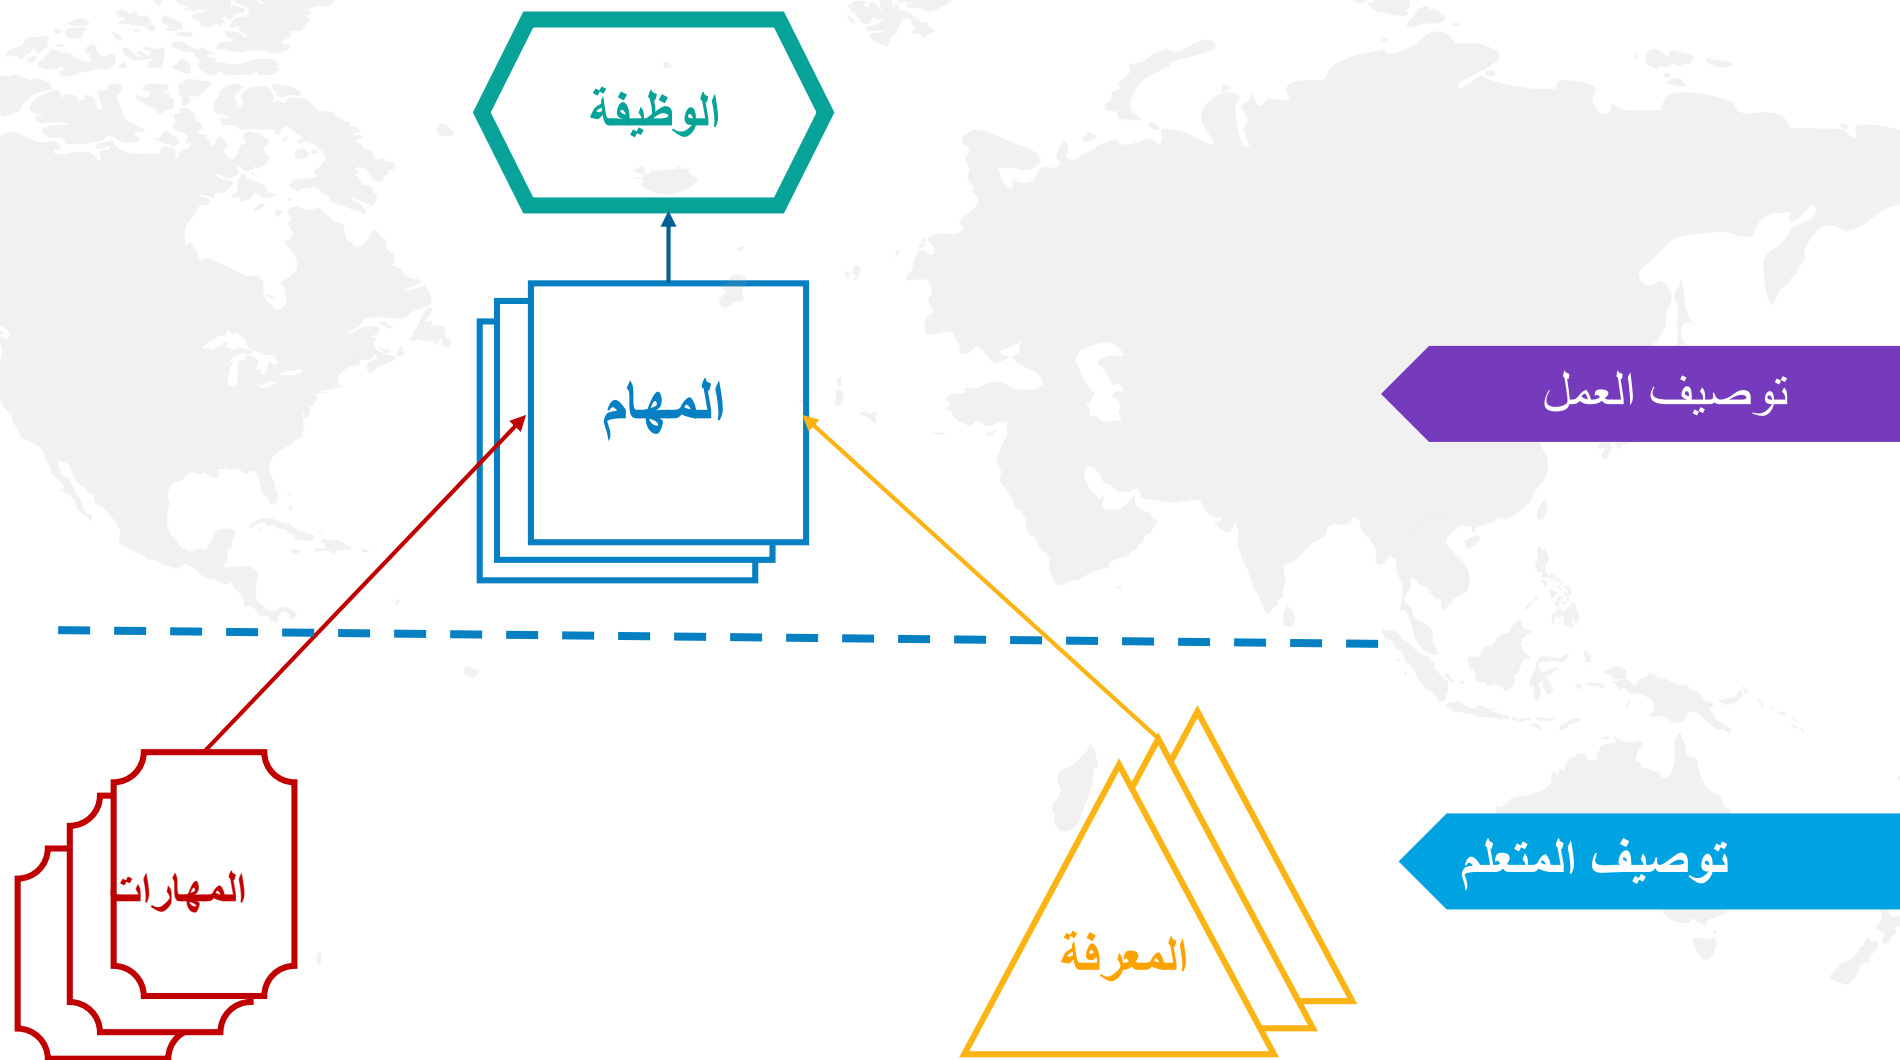 الوظيفة
المهام
توصيف العمل
توصيف المتعلم
المهارات
المعرفة